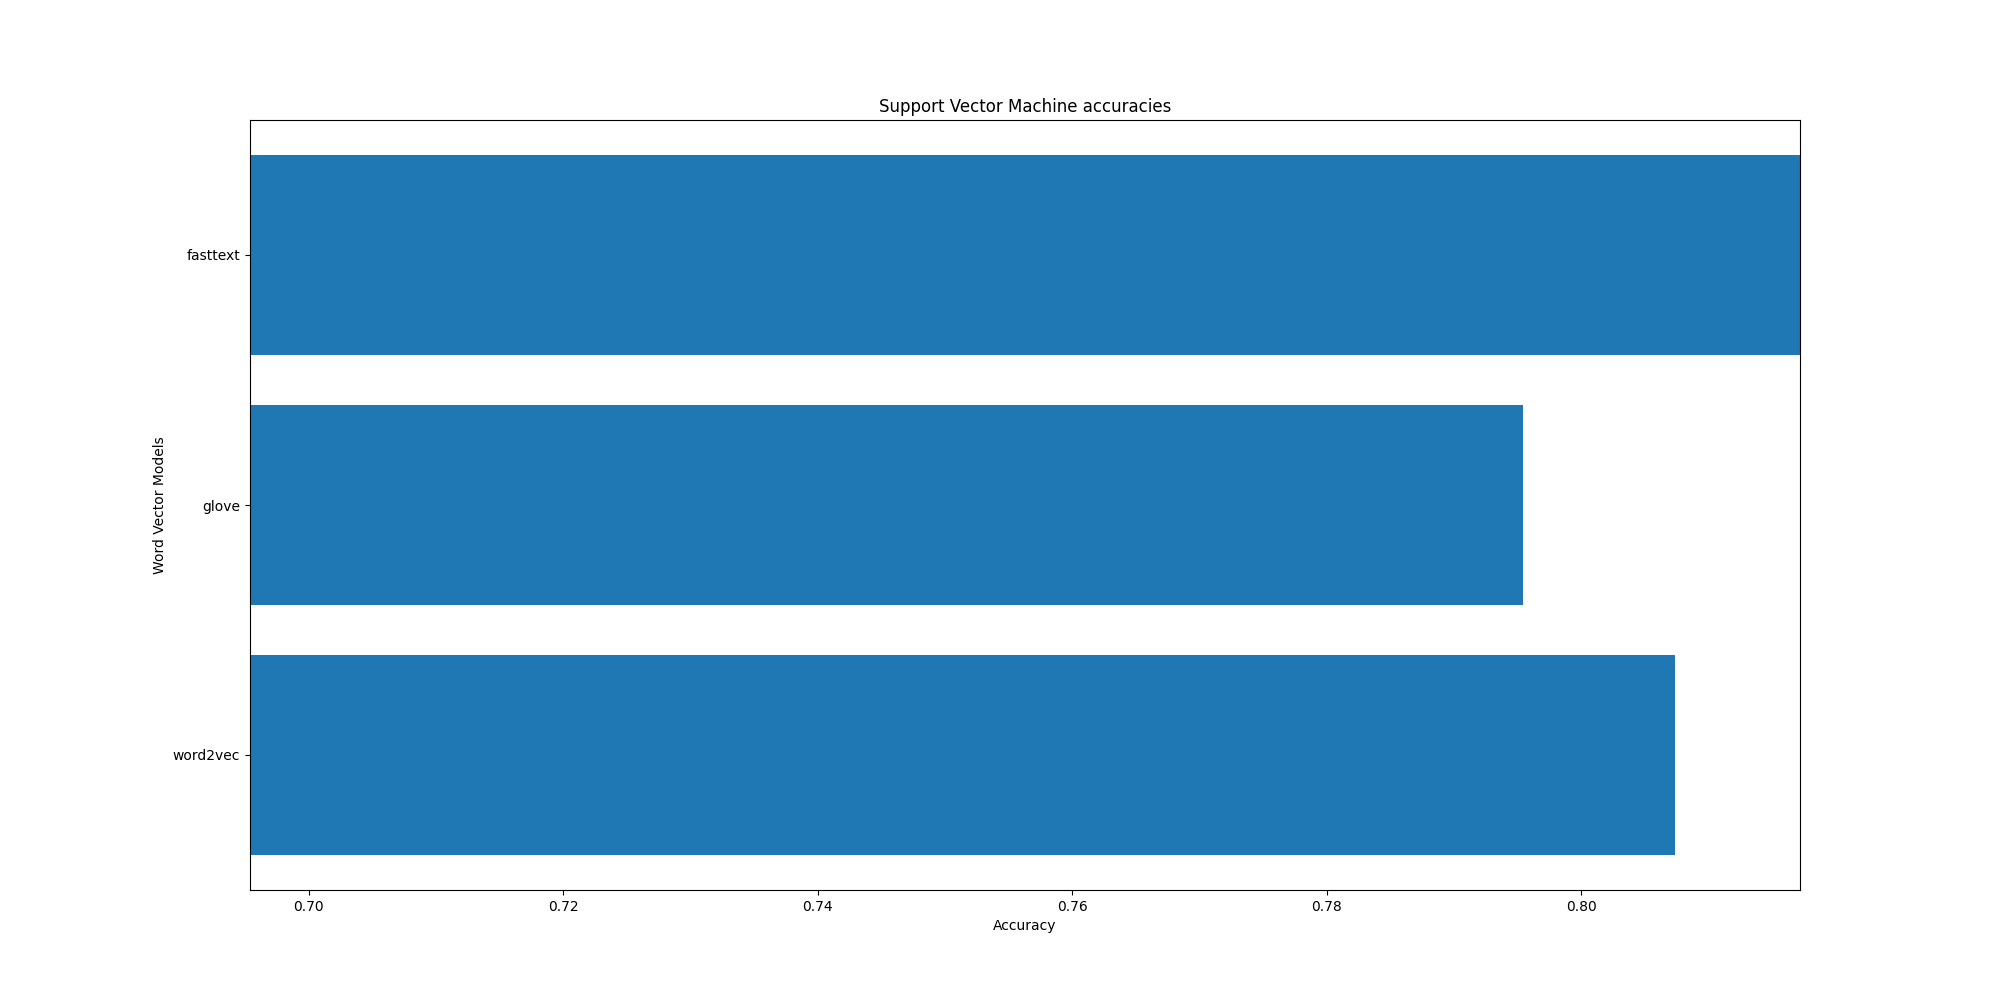 Support Vector Machine accuracies
fasttext
glove
word2vec
Word Vector Models
0.70 0.72 0.74 0.76 0.78 0.80
Accuracy